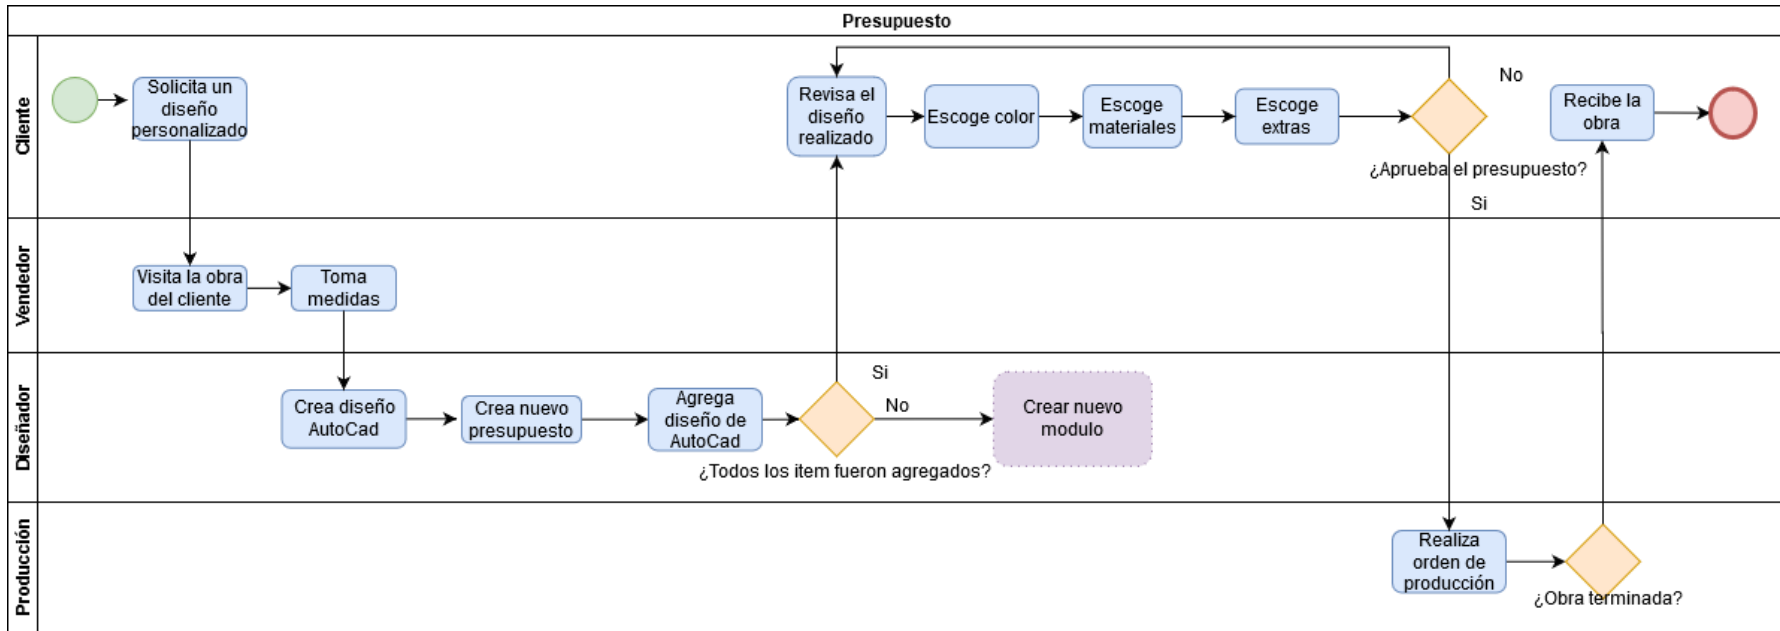 Presupuesto
Cliente
Solicita un
diseño
personalizado
Revisa el
diseño
realizado
Escoge color
Escoge
materiales
Escoge
extras
No
¿Aprueba el presupuesto?
Si
Recibe la
obra
Vendedor
Visita la obra
del cliente
Toma
medidas
Diseñador
Crea diseño
AutoCad
Crea nuevo
presupuesto
Agrega
diseño de
AutoCad
Si
No
¿Todos los item fueron agregados?
Crear nuevo
modulo
Producción
Realiza
orden de
producción
¿Obra terminada?